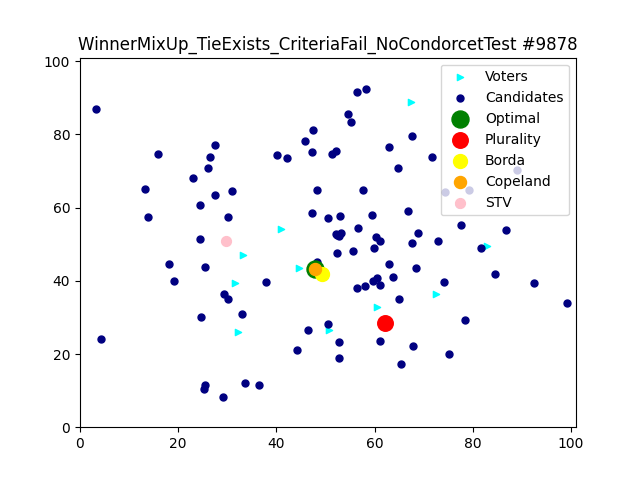 WinnerMixUp_TieExists_CriteriaFail_NoCondorcetTest #9878
100
80
60
40
20
0
0 20 40 60 80 100
Voters
Candidates
Optimal
Plurality
Borda
Copeland
STV